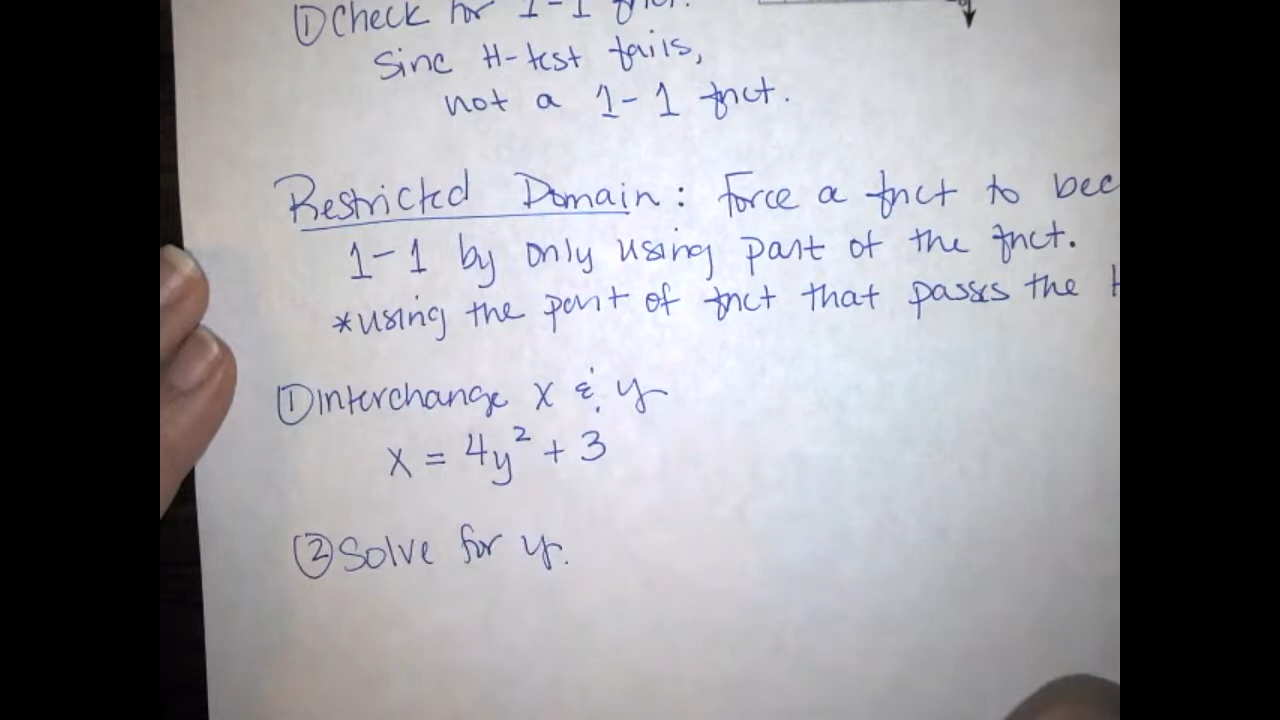 ①Check for 1-1 fnct.
Sinc H-test fails,
not a 1-1 fnct.
Restricted Domain: Force a fnct to bec
1-1 by only using part of the fnct.
*using the part of fnct that passes the
①interchange x & y
x = 4y² + 3
②Solve for y.